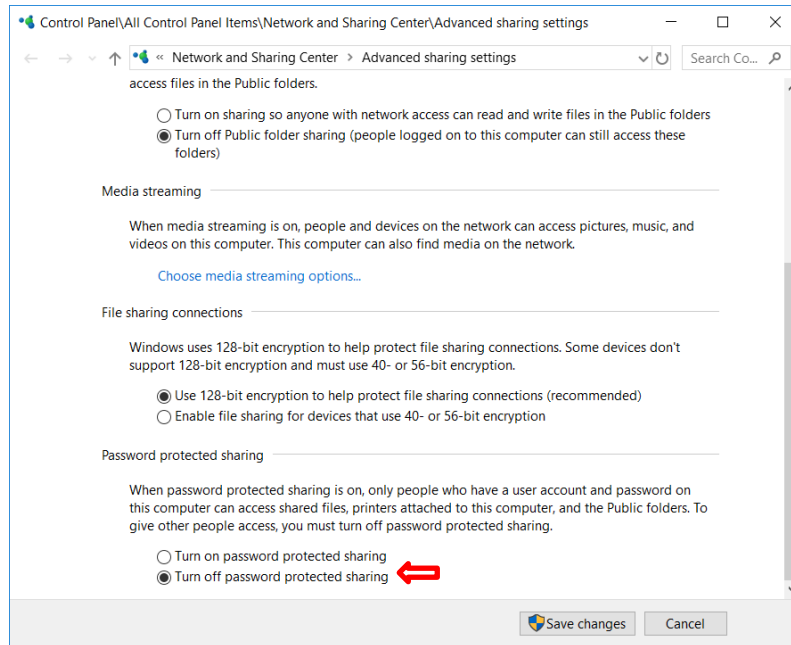 Control Panel\All Control Panel Items\Network and Sharing Center\Advanced sharing settings
« Network and Sharing Center > Advanced sharing settings
Search Co...
access files in the Public folders.
Turn on sharing so anyone with network access can read and write files in the Public folders
Turn off Public folder sharing (people logged on to this computer can still access these
folders)
Media streaming
When media streaming is on, people and devices on the network can access pictures, music, and
videos on this computer. This computer can also find media on the network.
Choose media streaming options...
File sharing connections
Windows uses 128-bit encryption to help protect file sharing connections. Some devices don't
support 128-bit encryption and must use 40- or 56-bit encryption.
Use 128-bit encryption to help protect file sharing connections (recommended)
Enable file sharing for devices that use 40- or 56-bit encryption
Password protected sharing
When password protected sharing is on, only people who have a user account and password on
this computer can access shared files, printers attached to this computer, and the Public folders. To
give other people access, you must turn off password protected sharing.
Turn on password protected sharing
Turn off password protected sharing
Save changes
Cancel